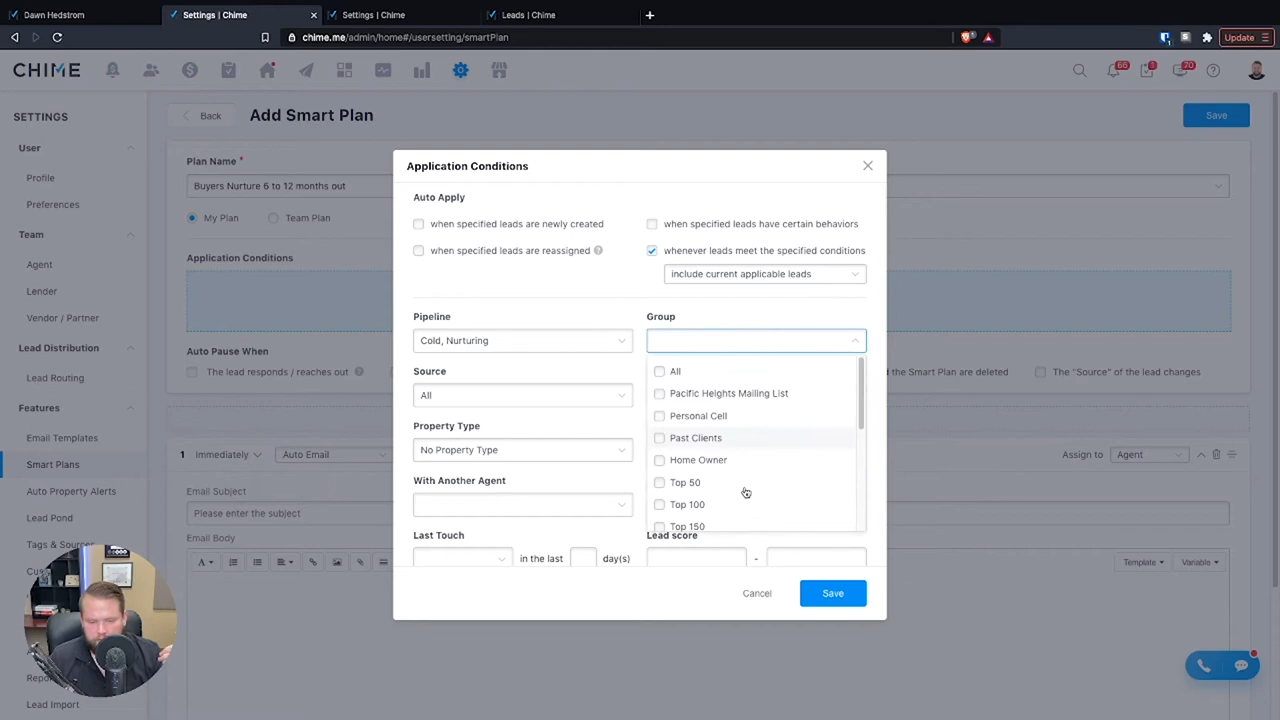 Dawn Hedstrom
Settings | Chime
Settings | Chime
Leads | Chime
chime.me/admin/home#/usersetting/smartPlan
Update
CHIME
66
6
70
SETTINGS
User
Profile
Preferences
Team
Agent
Lender
Vendor / Partner
Lead Distribution
Lead Routing
Features
Email Templates
Smart Plans
Auto Property Alerts
Lead Pond
Tags & Sources
Lead Import
Back
Add Smart Plan
Save
Plan Name *
Buyers Nurture 6 to 12 months out
My Plan
Team Plan
Application Conditions
Auto Pause When
The lead responds / reaches out
d the Smart Plan are deleted
The "Source" of the lead changes
1
Immediately
Auto Email
Assign to
Agent
Email Subject
Please enter the subject
Email Body
Template
Variable
Application Conditions
Auto Apply
when specified leads are newly created
when specified leads have certain behaviors
when specified leads are reassigned
whenever leads meet the specified conditions
include current applicable leads
Pipeline
Group
Cold, Nurturing
Source
All
Property Type
No Property Type
With Another Agent
Last Touch
in the last
day(s)
All
Pacific Heights Mailing List
Personal Cell
Past Clients
Home Owner
Top 50
Top 100
Top 150
Lead score
-
Cancel
Save